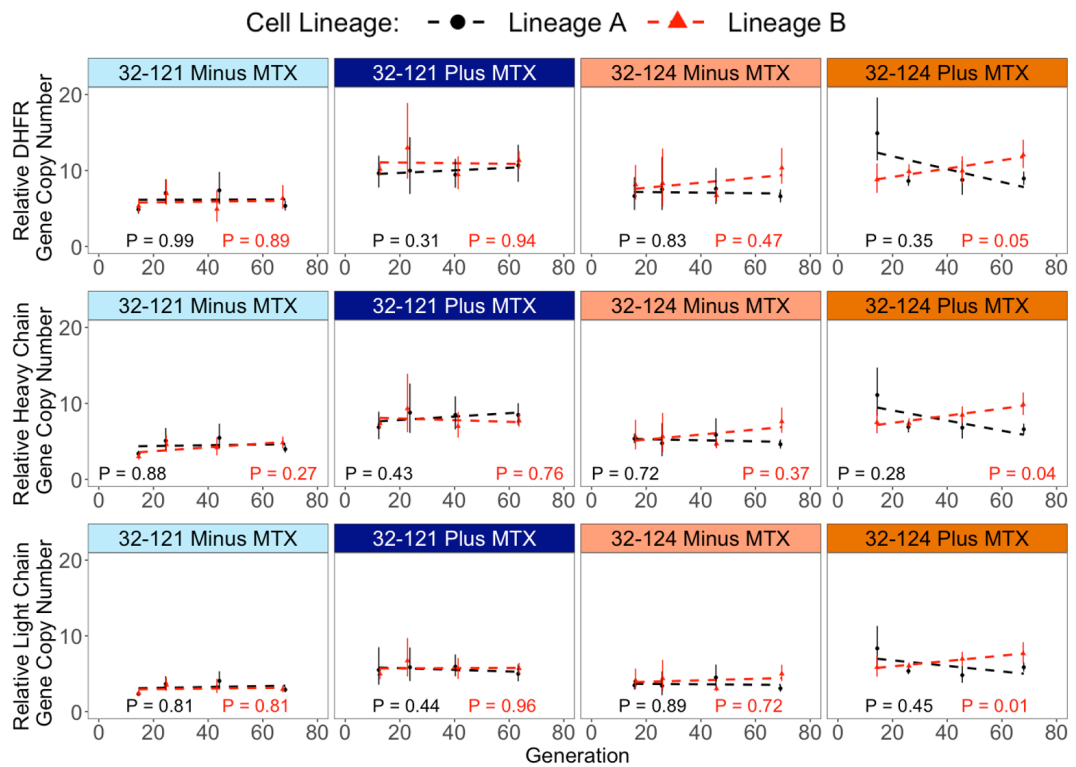 Cell Lineage: Lineage A Lineage B
32-121 Minus MTX 32-121 Plus MTX 32-124 Minus MTX 32-124 Plus MTX
Relative DHFR
Gene Copy Number
20
10
0
P = 0.99 P = 0.89 P = 0.31 P = 0.94 P = 0.83 P = 0.47 P = 0.35 P = 0.05
0 20 40 60 80 0 20 40 60 80 0 20 40 60 80 0 20 40 60 80
32-121 Minus MTX 32-121 Plus MTX 32-124 Minus MTX 32-124 Plus MTX
Relative Heavy Chain
Gene Copy Number
20
10
0
P = 0.88 P = 0.27 P = 0.43 P = 0.76 P = 0.72 P = 0.37 P = 0.28 P = 0.04
0 20 40 60 80 0 20 40 60 80 0 20 40 60 80 0 20 40 60 80
32-121 Minus MTX 32-121 Plus MTX 32-124 Minus MTX 32-124 Plus MTX
Relative Light Chain
Gene Copy Number
20
10
0
P = 0.81 P = 0.81 P = 0.44 P = 0.96 P = 0.89 P = 0.72 P = 0.45 P = 0.01
0 20 40 60 80 0 20 40 60 80 0 20 40 60 80 0 20 40 60 80
Generation